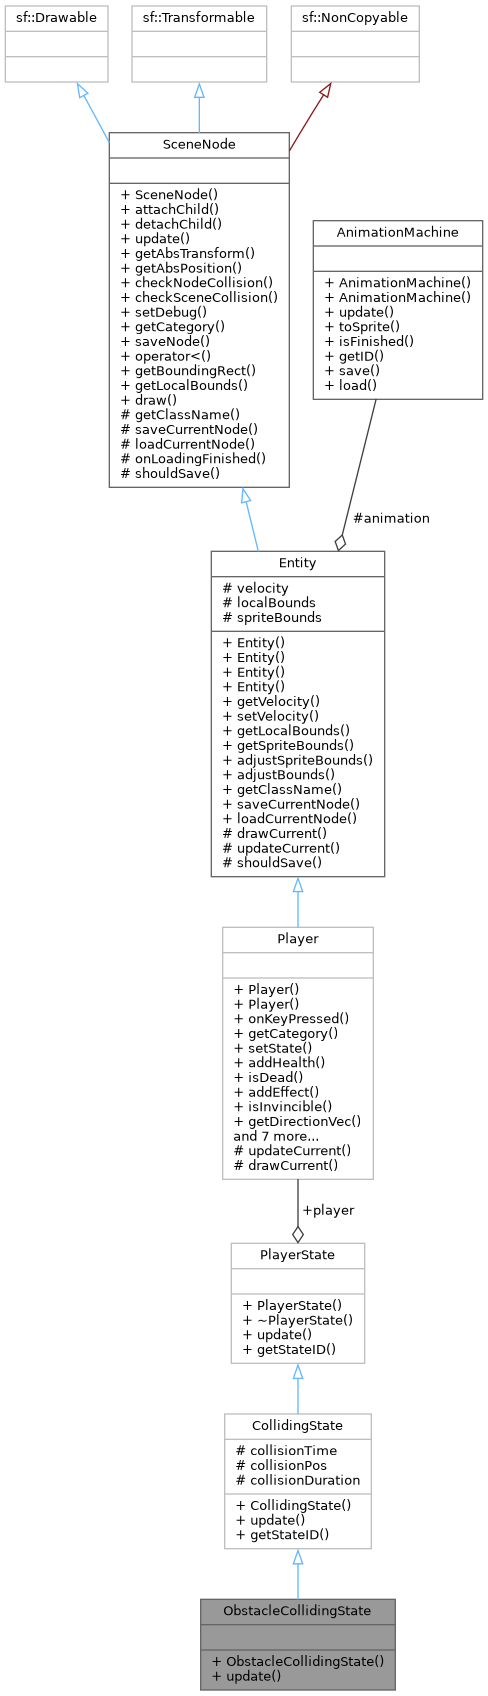 sf::Drawable
sf::Transformable
sf::NonCopyable
SceneNode
+ SceneNode()
+ attachChild()
+ detachChild()
+ update()
+ getAbsTransform()
+ getAbsPosition()
+ checkNodeCollision()
+ checkSceneCollision()
+ setDebug()
+ getCategory()
+ saveNode()
+ operator<()
+ getBoundingRect()
+ getLocalBounds()
+ draw()
# getClassName()
# saveCurrentNode()
# loadCurrentNode()
# onLoadingFinished()
# shouldSave()
AnimationMachine
+ AnimationMachine()
+ AnimationMachine()
+ update()
+ toSprite()
+ isFinished()
+ getID()
+ save()
+ load()
#animation
Entity
# velocity
# localBounds
# spriteBounds
+ Entity()
+ Entity()
+ Entity()
+ Entity()
+ getVelocity()
+ setVelocity()
+ getLocalBounds()
+ getSpriteBounds()
+ adjustSpriteBounds()
+ adjustBounds()
+ getClassName()
+ saveCurrentNode()
+ loadCurrentNode()
# drawCurrent()
# updateCurrent()
# shouldSave()
Player
+ Player()
+ Player()
+ onKeyPressed()
+ getCategory()
+ setState()
+ addHealth()
+ isDead()
+ addEffect()
+ isInvincible()
+ getDirectionVec()
and 7 more...
# updateCurrent()
# drawCurrent()
+player
PlayerState
+ PlayerState()
+ ~PlayerState()
+ update()
+ getStateID()
CollidingState
# collisionTime
# collisionPos
# collisionDuration
+ CollidingState()
+ update()
+ getStateID()
ObstacleCollidingState
+ ObstacleCollidingState()
+ update()